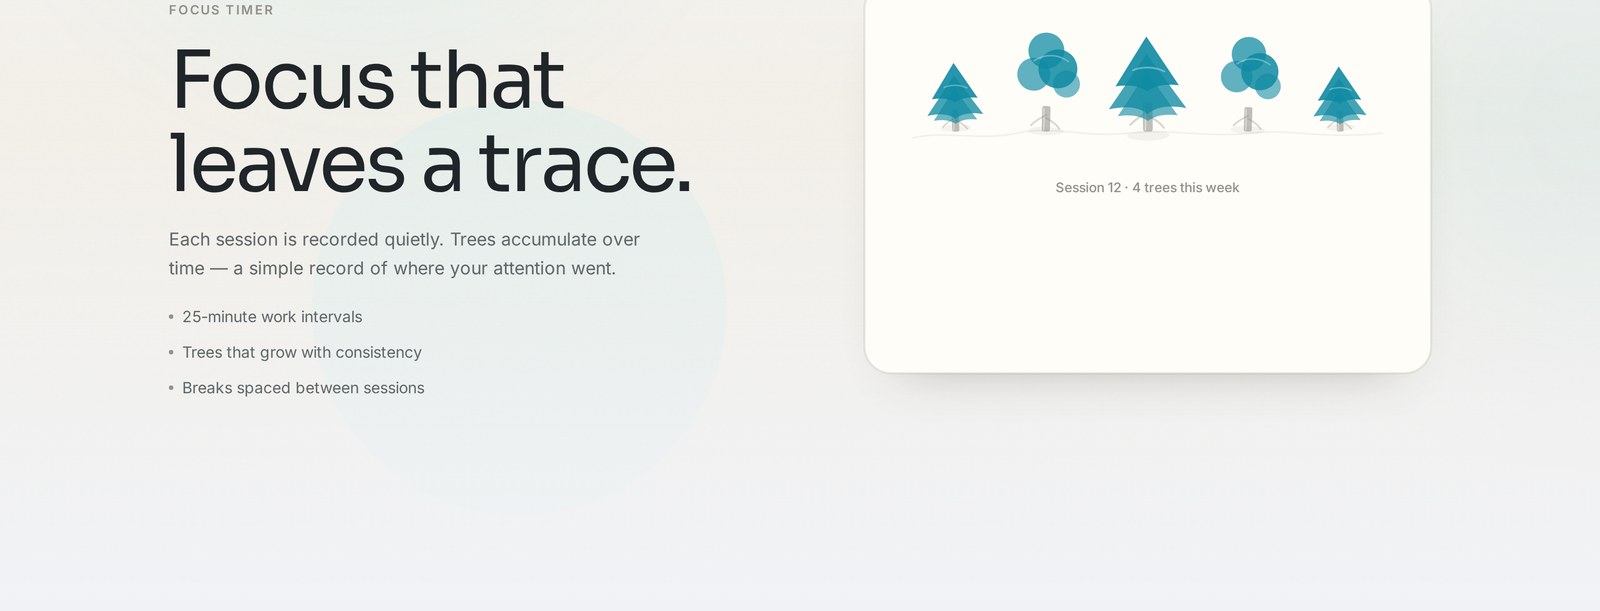 FOCUS TIMER
Focus that
leaves a trace.
Each session is recorded quietly. Trees accumulate over
time — a simple record of where your attention went.
• 25-minute work intervals
• Trees that grow with consistency
• Breaks spaced between sessions
Session 12 · 4 trees this week